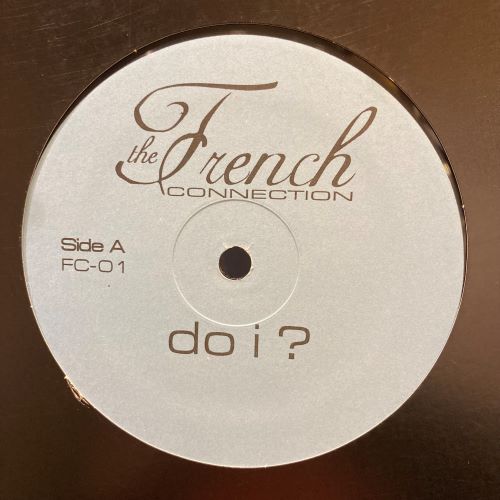 the French
CONNECTION
Side A
FC-01
do i ?